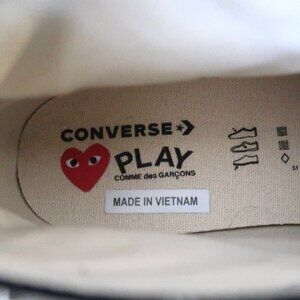 CONVERSE
PLAY
COMME des GARÇONS
MADE IN VIETNAM